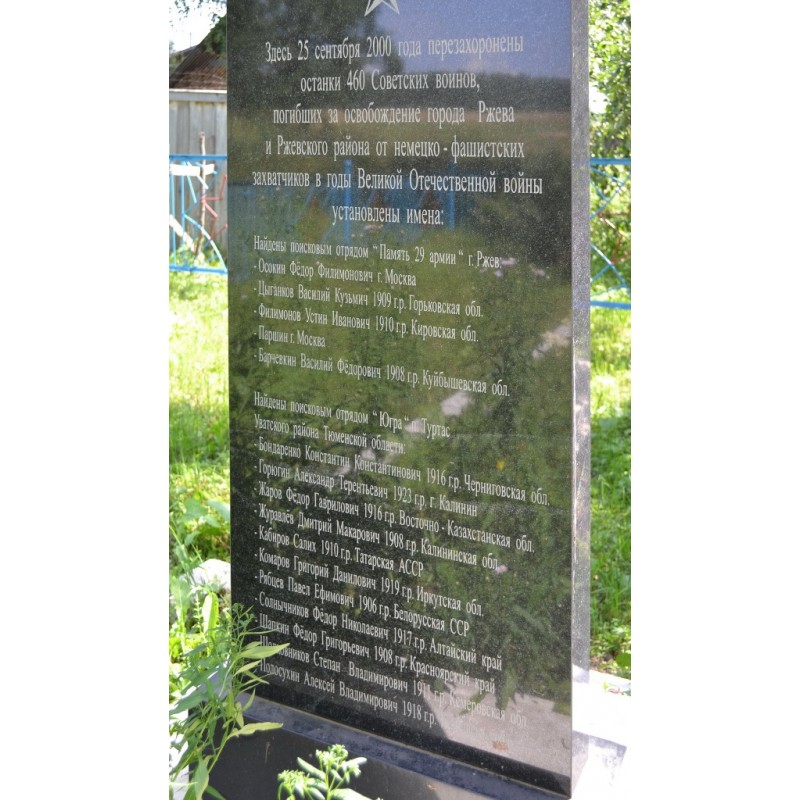 Здесь 25 сентября 2000 года перезахоронены
останки 460 Советских воинов,
погибших за освобождение города Ржева
и Ржевского района от немецко - фашистских
захватчиков в годы Великой Отечественной войны
установлены имена:
Найдены поисковым отрядом "Память 29 армии" г. Ржев:
- Осокин Фёдор Филимонович г. Москва
- Цыганков Василий Кузьмич 1909 г.р. Горьковская обл.
- Филимонов Устин Иванович 1910 г.р. Кировская обл.
- Паршин г. Москва
- Барчевкин Василий Фёдорович 1908 г.р. Куйбышевская обл.
Найдены поисковым отрядом "Югра" п. Туртас
Уватского района Тюменской области:
- Бондаренко Константин Константинович 1916 г.р. Черниговская обл.
- Горюгин Александр Терентьевич 1923 г.р. г. Калинин
- Жаров Фёдор Гаврилович 1916 г.р. Восточно - Казахстанская обл.
- Журавлёв Дмитрий Макарович 1908 г.р. Калининская обл.
- Кабиров Салих 1910 г.р. Татарская АССР
- Комаров Григорий Данилович 1919 г.р. Иркутская обл.
- Рябцев Павел Ефимович 1906 г.р. Белорусская ССР
- Солнычников Фёдор Николаевич 1917 г.р. Алтайский край
- Шапкин Фёдор Григорьевич 1908 г.р. Красноярский край
Степан Владимирович г.р. Кемеровская обл.
- Подосухин Алексей Владимирович 1918 г.р.